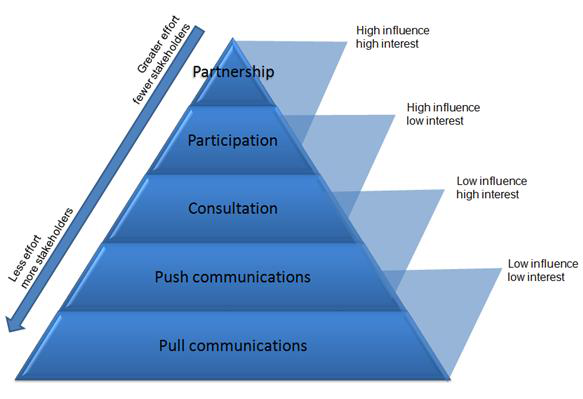 Greater effort
fewer stakeholders
Less effort
more stakeholders
Partnership
Participation
Consultation
Push communications
Pull communications
High influence
high interest
High influence
low interest
Low influence
high interest
Low influence
low interest